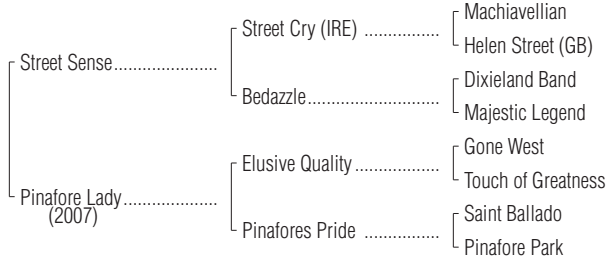 Machiavellian
Street Cry (IRE) ..................
Helen Street (GB)
Street Sense.........................
Dixieland Band
Bedazzle................................
Majestic Legend
Gone West
Elusive Quality ....................
Touch of Greatness
Pinafore Lady.......................
(2007)
Saint Ballado
Pinafores Pride ..................
Pinafore Park